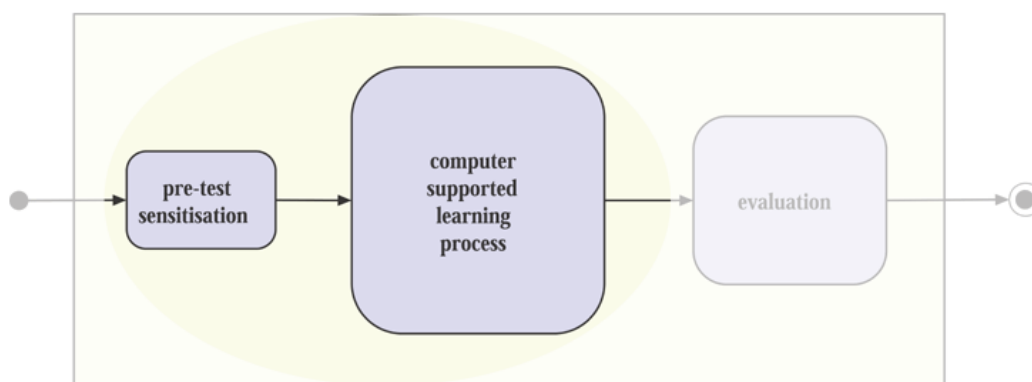 pre-test
sensitisation
computer
supported
learning
process
evaluation